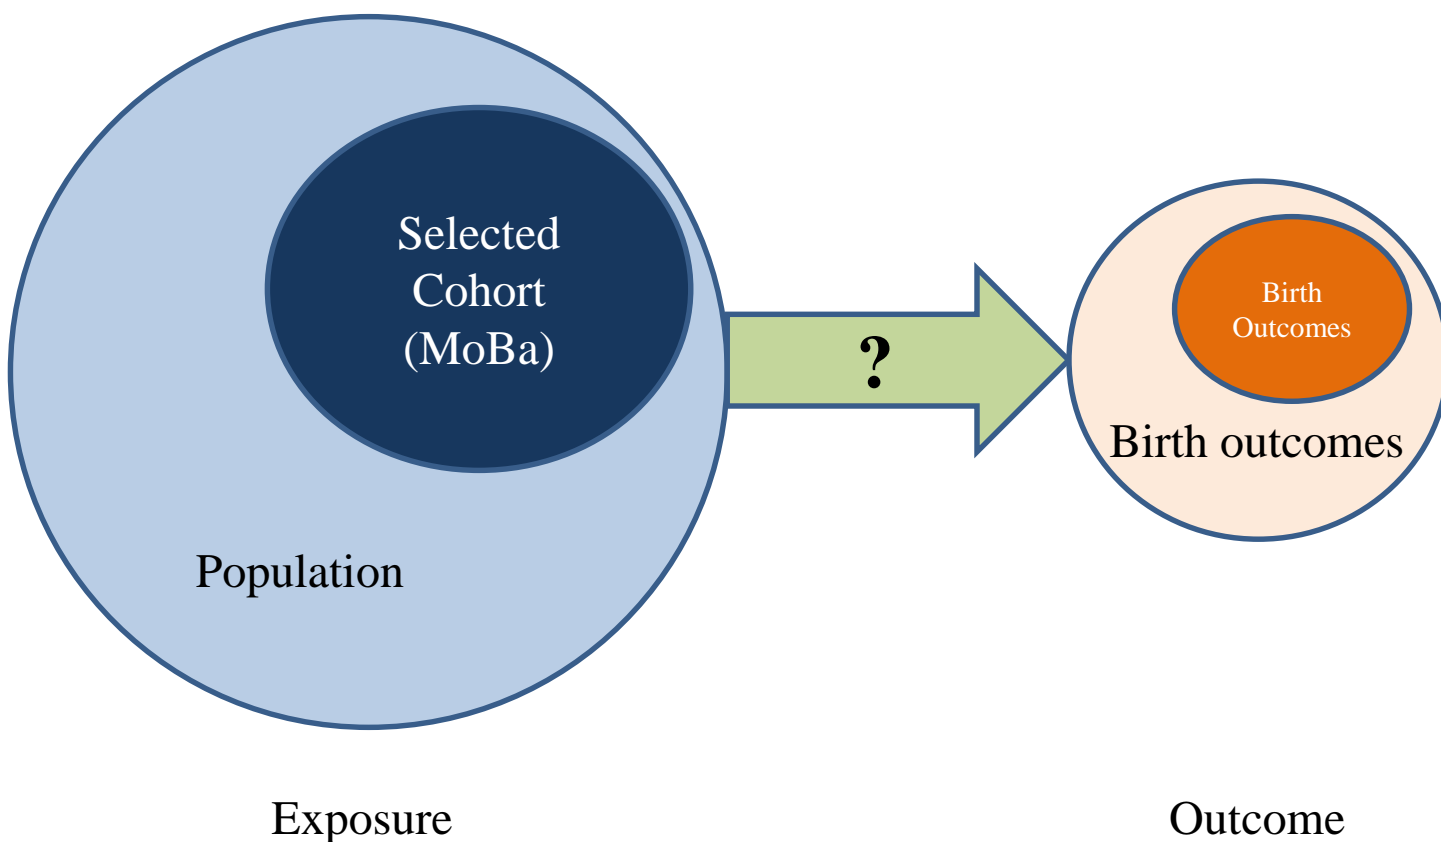 Selected
Cohort
(MoBa)
Population
?
Birth
Outcomes
Birth outcomes
Exposure
Outcome